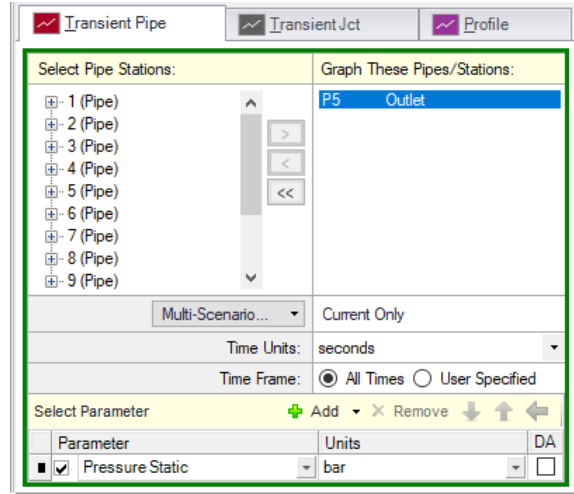 Transient Pipe Transient Jct Profile
Select Pipe Stations: Graph These Pipes/Stations:
1 (Pipe) P5 Outlet
2 (Pipe)
3 (Pipe) >
4 (Pipe) <
5 (Pipe) <<
6 (Pipe)
7 (Pipe)
8 (Pipe)
9 (Pipe)
Multi-Scenario... Current Only
Time Units: seconds
Time Frame: All Times User Specified
Select Parameter Add Remove
Parameter Units DA
Pressure Static bar